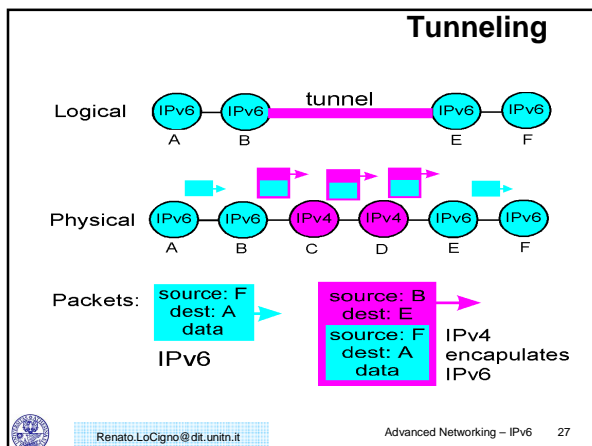 Tunneling
Logical IPv6 IPv6 tunnel IPv6 IPv6
A B E F
Physical IPv6 IPv6 IPv4 IPv4 IPv6 IPv6
A B C D E F
Packets:
source: F
dest: A
data
IPv6
source: B
dest: E
source: F
dest: A
data
IPv4
encapulates
IPv6
Renato.LoCigno@dit.unitn.it
Advanced Networking – IPv6 27